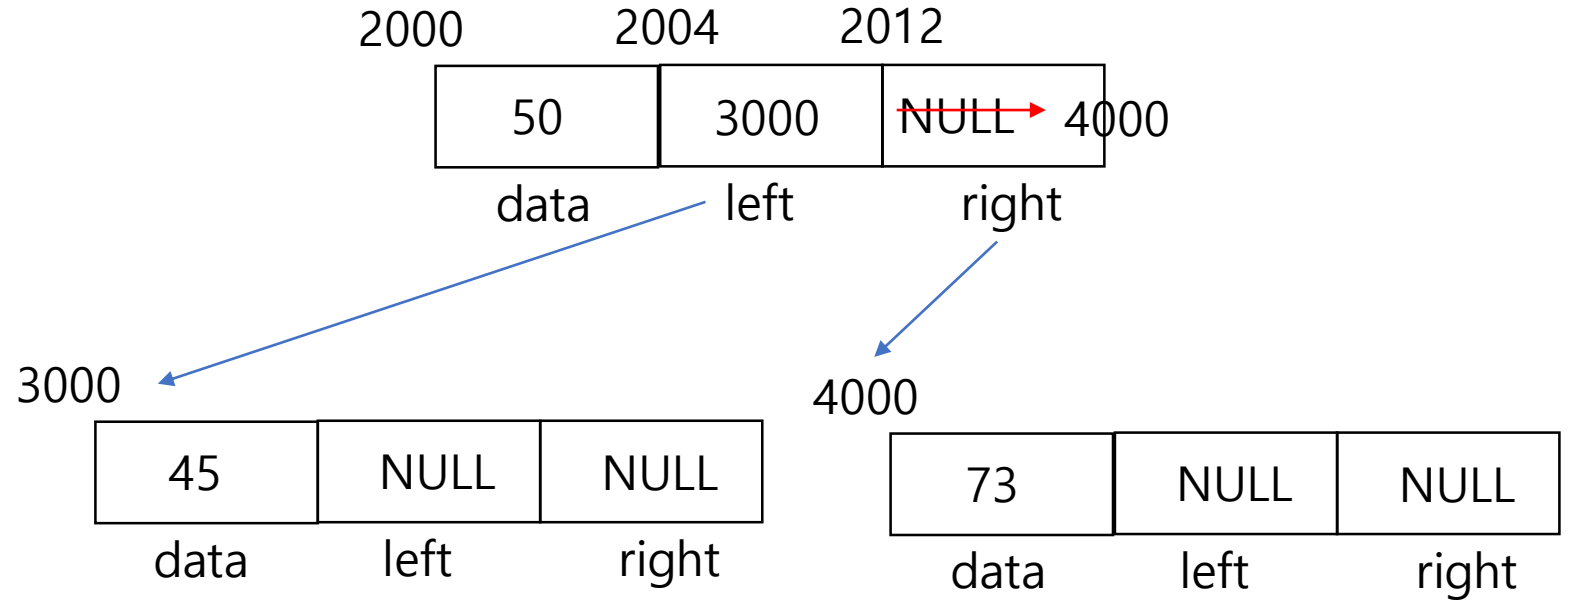 2000 2004 2012
50 3000 NULL 4000
data left right
3000 4000
45 NULL NULL 73 NULL NULL
data left right data left right